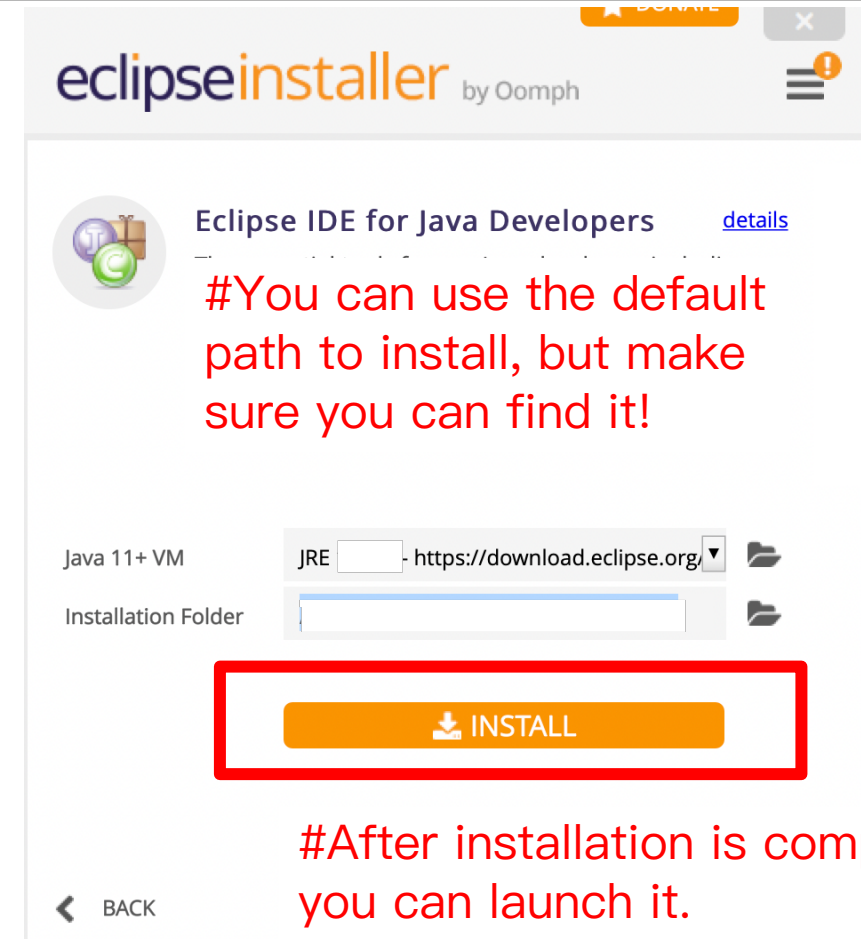 DONATE
eclipseinstaller by Oomph
Eclipse IDE for Java Developers details
#You can use the default
path to install, but make
sure you can find it!
Java 11+ VM JRE - https://download.eclipse.org/
Installation Folder
INSTALL
#After installation is com
you can launch it.
BACK